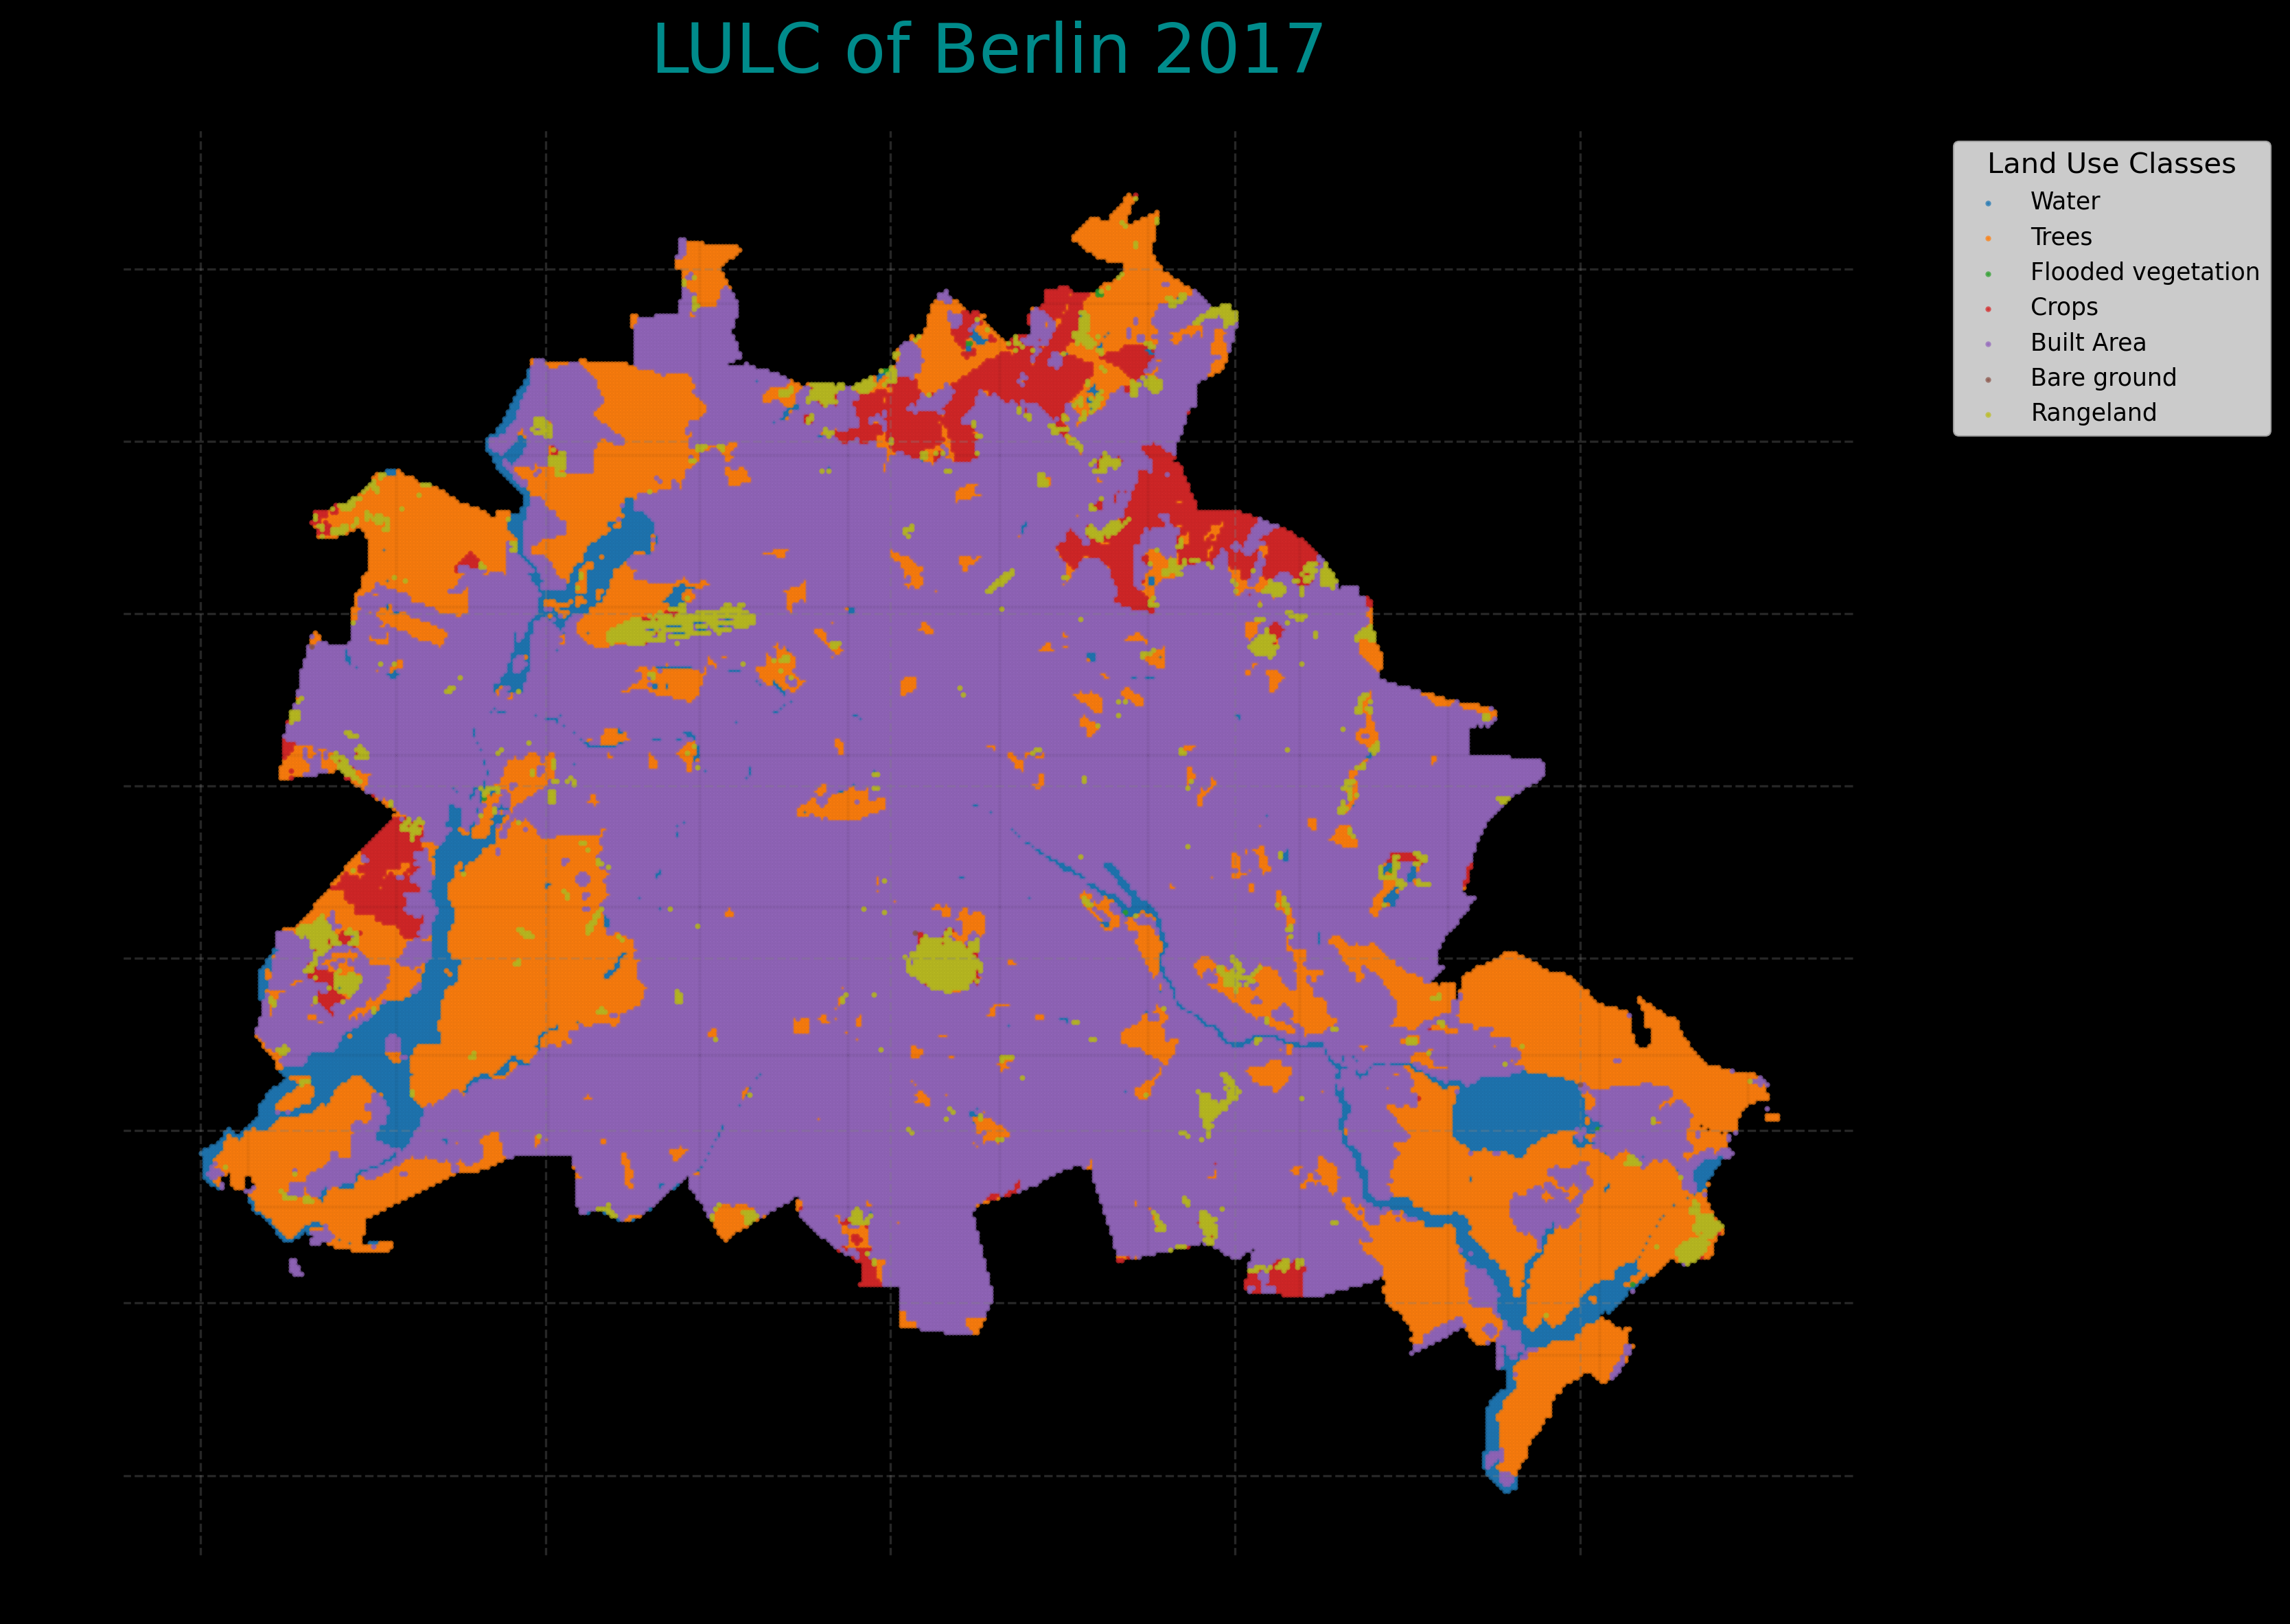 LULC of Berlin 2017
Land Use Classes
Water
Trees
Flooded vegetation
Crops
Built Area
Bare ground
Rangeland